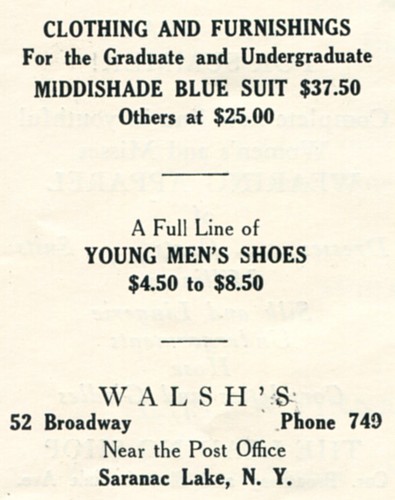 CLOTHING AND FURNISHINGS
For the Graduate and Undergraduate
MIDDISHADE BLUE SUIT $37.50
Others at $25.00
A Full Line of
YOUNG MEN'S SHOES
$4.50 to $8.50
WALSH'S
52 Broadway Phone 749
Near the Post Office
Saranac Lake, N. Y.